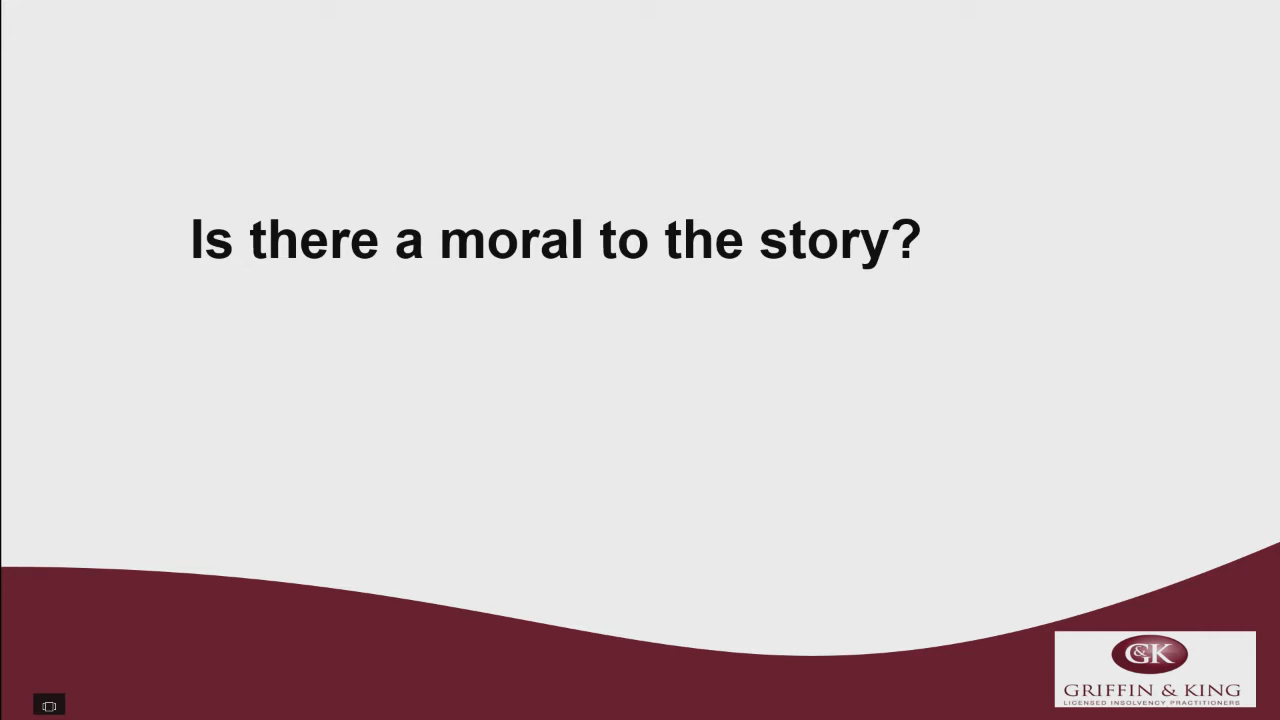 Is there a moral to the story?
G&K
GRIFFIN & KING
LICENSED INSOLVENCY PRACTITIONERS